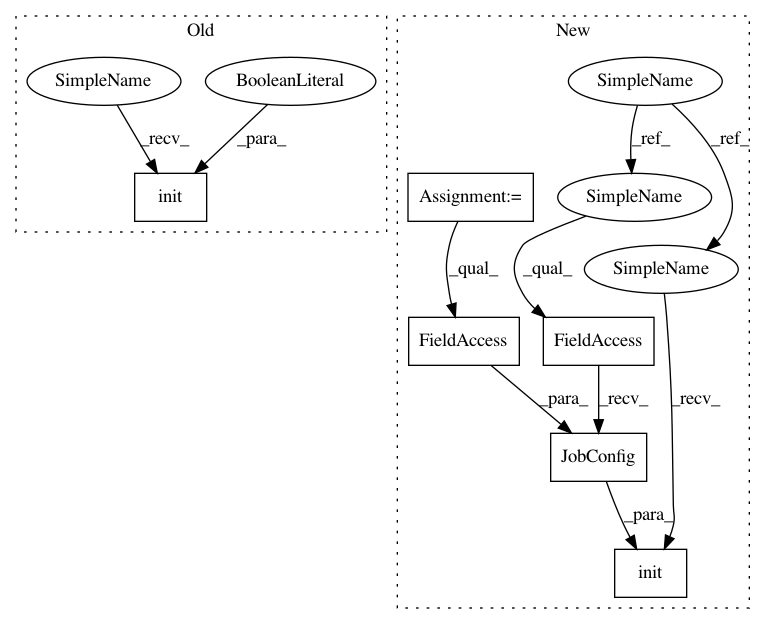 Old
New
SimpleName
BooleanLiteral
SimpleName
_recv_
_para_
_ref_
_ref_
init
Assignment:=
SimpleName
SimpleName
_qual_
_qual_
FieldAccess
FieldAccess
_para_
_recv_
_recv_
JobConfig
_para_
init